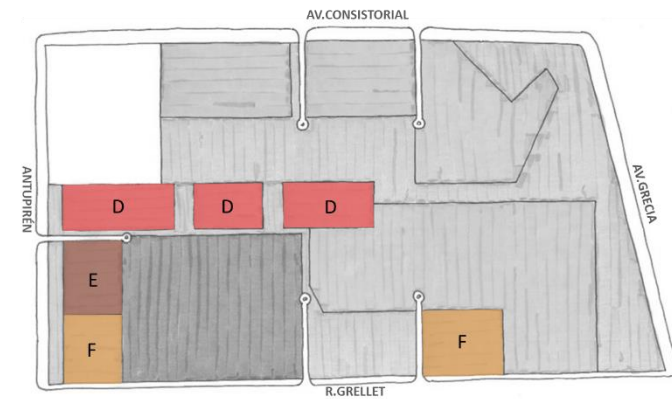 AV.CONSISTORIAL
ANTUPIRÉN
AV.GRECIA
D
D
D
E
F
F
R.GRELLET